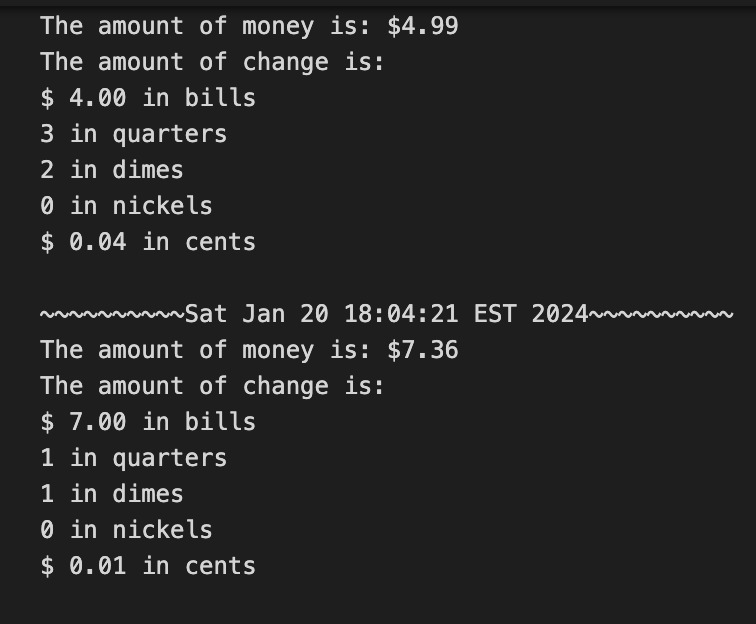 The amount of money is: $4.99
The amount of change is:
$ 4.00 in bills
3 in quarters
2 in dimes
0 in nickels
$ 0.04 in cents
~~~~~~~~~~Sat Jan 20 18:04:21 EST 2024~~~~~~~~~~
The amount of money is: $7.36
The amount of change is:
$ 7.00 in bills
1 in quarters
1 in dimes
0 in nickels
$ 0.01 in cents